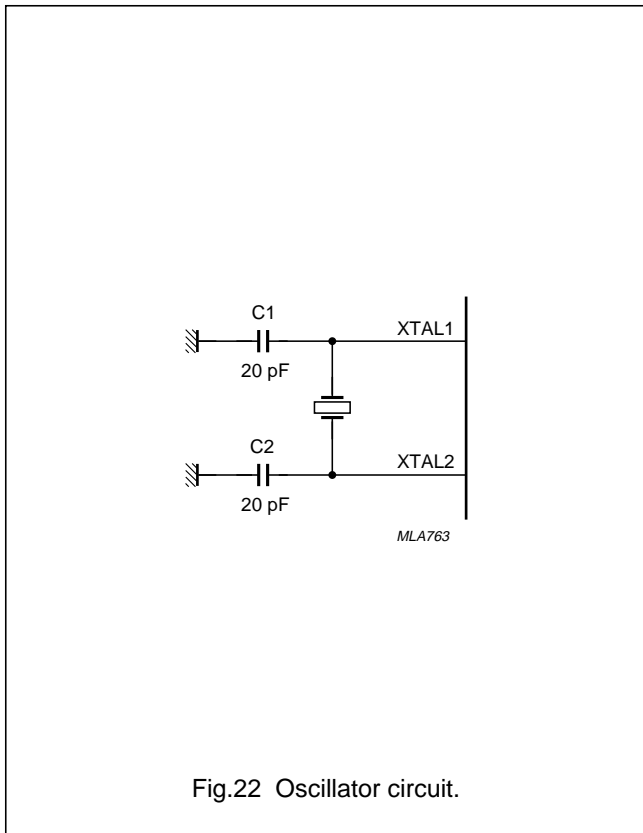 C1
XTAL1
20 pF
C2
XTAL2
20 pF
MLA763
Fig.22 Oscillator circuit.